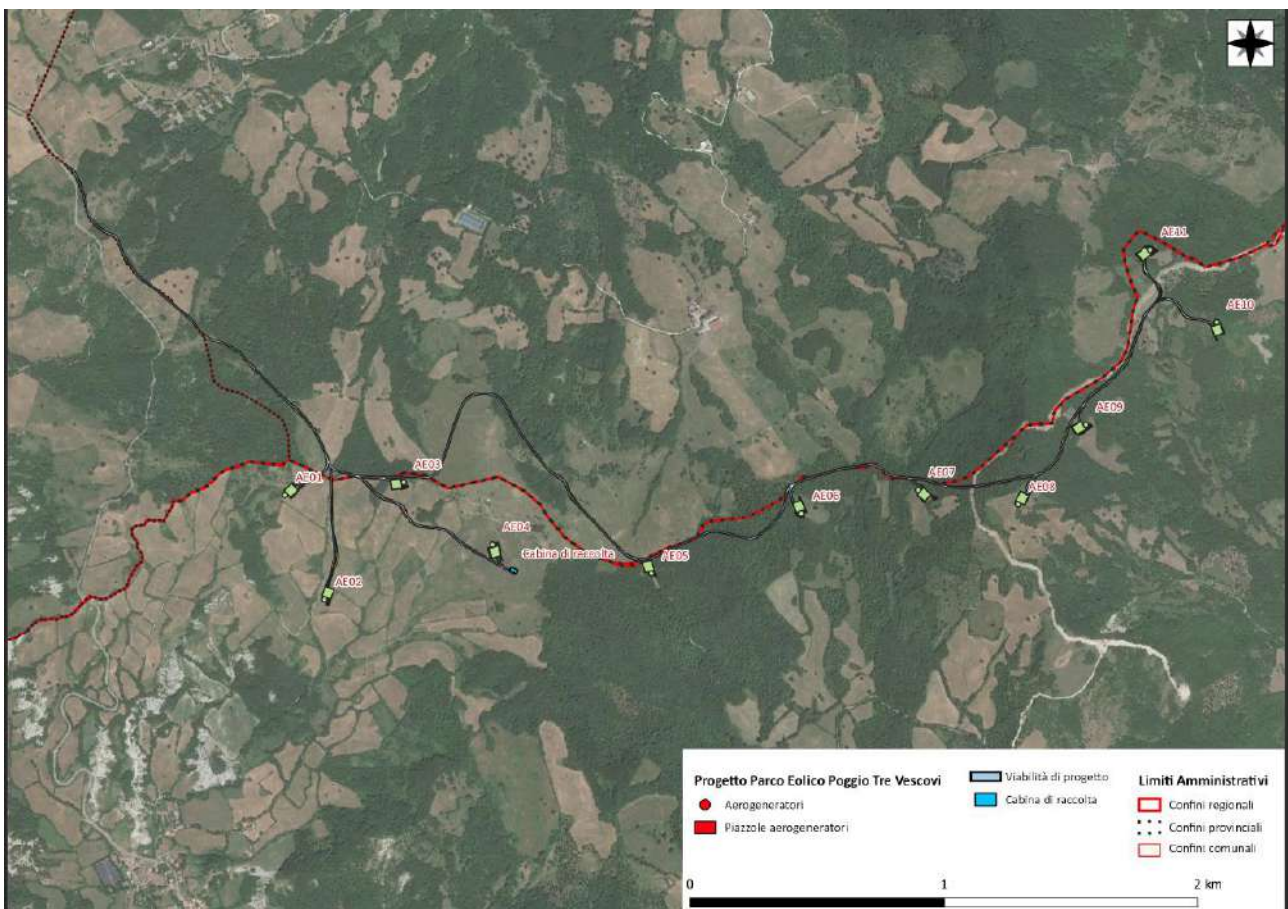 AE11
AE10
AE09
AE03
AE01
AE07
AE08
AE06
AE04
Cabina di raccolta
AE05
AE02
Progetto Parco Eolico Poggio Tre Vescovi
Aerogeneratori
Piazzole aerogeneratori
Viabilità di progetto
Cabina di raccolta
Limiti Amministrativi
Confini regionali
Confini provinciali
Confini comunali
0 1 2 km